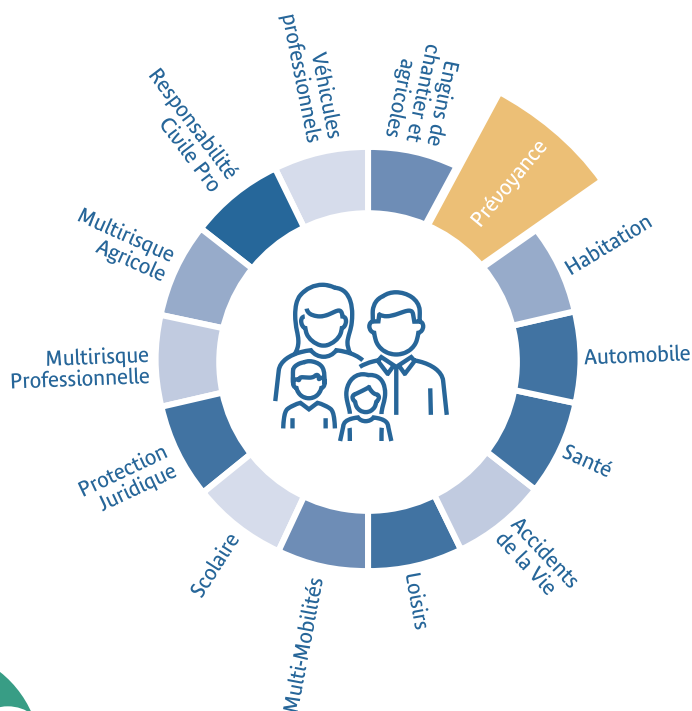 Prévoyance
Habitation
Automobile
Santé
Accidents
de la Vie
Loisirs
Multi-Mobilités
Scolaire
Protection
Juridique
Multirisque
Professionnelle
Multirisque
Agricole
Responsabilité
Civile Pro
Véhicules
professionnels
Engins de
chantier et
agricoles